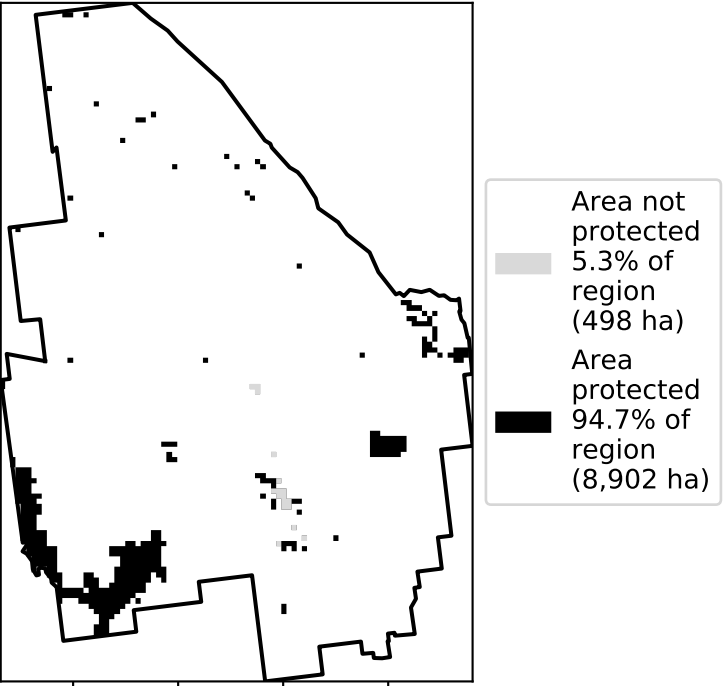 Area not
protected
5.3% of
region
(498 ha)
Area
protected
94.7% of
region
(8,902 ha)